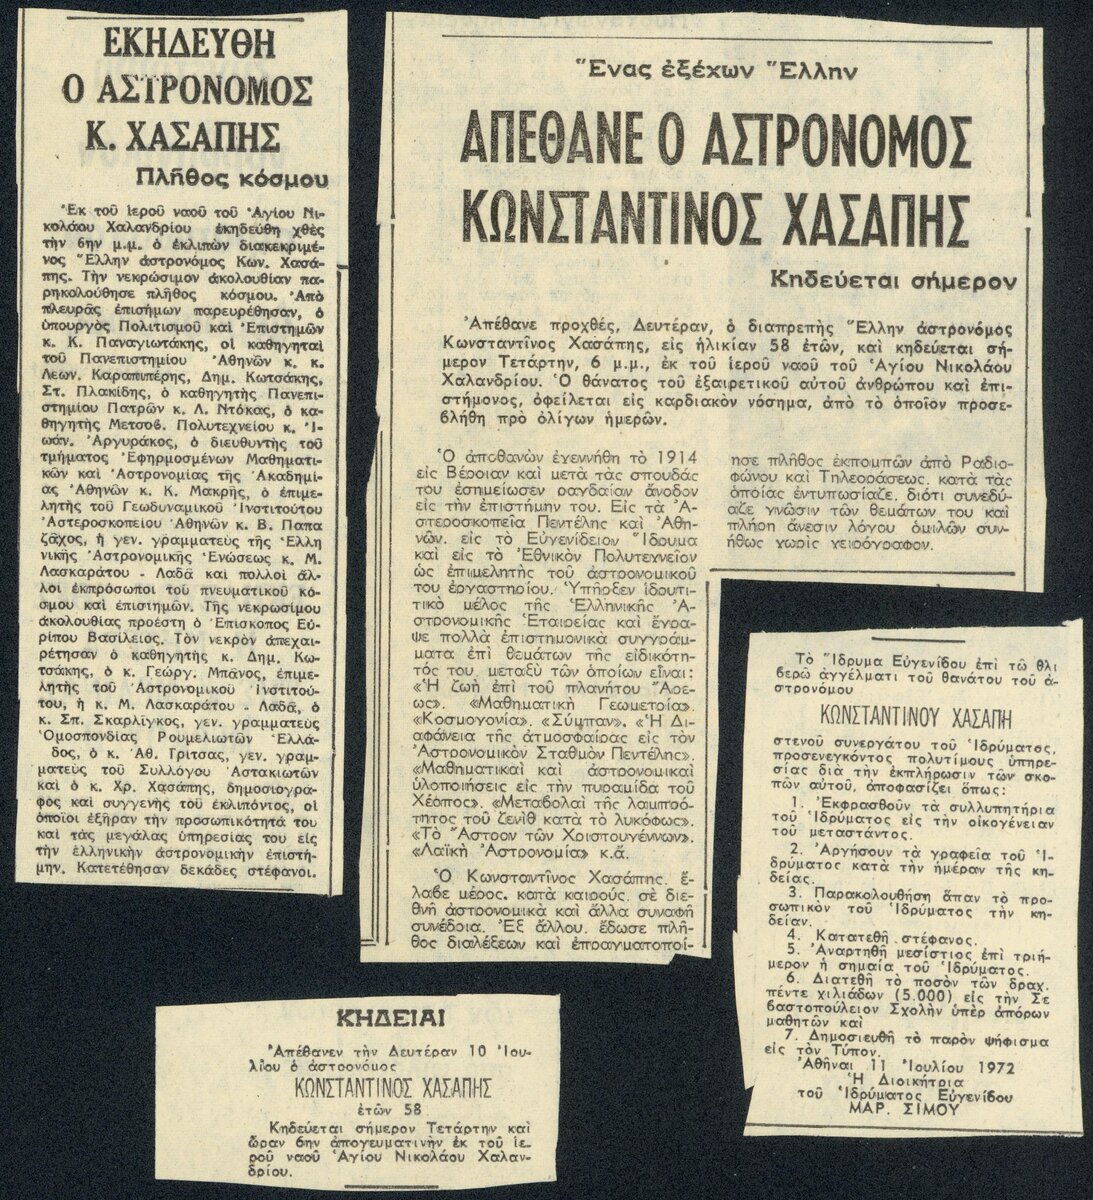 ΕΚΗΔΕΥΘΗ
Ο ΑΣΤΡΟΝΟΜΟΣ
Κ. ΧΑΣΑΠΗΣ
Πλῆθος κόσμου
Ἐκ τοῦ ἱεροῦ ναοῦ τοῦ Ἁγίου Νι-
κολάου Χαλανδρίου ἐκηδεύθη χθὲς
τὴν 6ην μ.μ. ὁ ἐκλιπὼν διακεκριμέ-
νος Ἕλλην ἀστρονόμος Κων. Χασά-
πης. Τὴν νεκρώσιμον ἀκολουθίαν πα-
ρηκολούθησε πλῆθος κόσμου. Ἀπὸ
πλευρᾶς ἐπισήμων παρευρέθησαν, ὁ
ὑπουργὸς Πολιτισμοῦ καὶ Ἐπιστημῶν
κ. Κ. Παναγιωτάκης, οἱ καθηγηταὶ
τοῦ Πανεπιστημίου Ἀθηνῶν κ. κ.
Λεων. Καραπιπέρης, Δημ. Κωτσάκης,
Στ. Πλακίδης, ὁ καθηγητὴς Πανεπι-
στημίου Πατρῶν κ. Λ. Ντόκας, ὁ κα-
θηγητὴς Μετσοβ. Πολυτεχνείου κ. Ἰ-
ωάν. Ἀργυράκος, ὁ διευθυντὴς τοῦ
τμήματος Ἐφηρμοσμένων Μαθηματι-
κῶν καὶ Ἀστρονομίας τῆς Ἀκαδημί-
ας Ἀθηνῶν κ. Κ. Μακρῆς, ὁ ἐπιμε-
λητὴς τοῦ Γεωδυναμικοῦ Ἰνστιτούτου
Ἀστεροσκοπείου Ἀθηνῶν κ. Β. Παπα
ζάχος, ἡ γεν. γραμματεὺς τῆς Ἑλλη
νικῆς Ἀστρονομικῆς Ἑνώσεως κ. Μ.
Λασκαράτου - Λαδᾶ καὶ πολλοὶ ἄλ-
λοι ἐκπρόσωποι τοῦ πνευματικοῦ κό-
σμου καὶ ἐπιστημῶν. Τῆς νεκρωσίμου
ἀκολουθίας προέστη ὁ Ἐπίσκοπος Εὐ-
ρίπου Βασίλειος. Τὸν νεκρὸν ἀπεχαι-
ρέτησαν ὁ καθηγητὴς κ. Δημ. Κω-
τσάκης, ὁ κ. Γεώργ. Μπάνος, ἐπιμε-
λητὴς τοῦ Ἀστρονομικοῦ Ἰνστιτού-
του, ἡ κ. Μ. Λασκαράτου - Λαδᾶ, ὁ
κ. Σπ. Σκαρλίγκος, γεν. γραμματεὺς
Ὁμοσπονδίας Ρουμελιωτῶν Ἑλλά-
δος, ὁ κ. Ἀθ. Γρίτσας, γεν. γραμ-
ματεὺς τοῦ Συλλόγου Ἀστακιωτῶν
καὶ ὁ κ. Χρ. Χασάπης, δημοσιογρά-
φος καὶ συγγενὴς τοῦ ἐκλιπόντος, οἱ
ὁποῖοι ἐξῆραν τὴν προσωπικότητά του
καὶ τὰς μεγάλας ὑπηρεσίας του εἰς
τὴν ἑλληνικὴν ἀστρονομικὴν ἐπιστή-
μην. Κατετέθησαν δεκάδες στέφανοι.
Ἕνας ἐξέχων Ἕλλην
ΑΠΕΘΑΝΕ Ο ΑΣΤΡΟΝΟΜΟΣ
ΚΩΝΣΤΑΝΤΙΝΟΣ ΧΑΣΑΠΗΣ
Κηδεύεται σήμερον
Ἀπέθανε προχθές, Δευτέραν, ὁ διαπρεπὴς Ἕλλην ἀστρονόμος
Κωνσταντῖνος Χασάπης, εἰς ἡλικίαν 58 ἐτῶν, καὶ κηδεύεται σή-
μερον Τετάρτην, 6 μ.μ., ἐκ τοῦ ἱεροῦ ναοῦ τοῦ Ἁγίου Νικολάου
Χαλανδρίου. Ὁ θάνατος τοῦ ἐξαιρετικοῦ αὐτοῦ ἀνθρώπου καὶ ἐπι-
στήμονος, ὀφείλεται εἰς καρδιακὸν νόσημα, ἀπὸ τὸ ὁποῖον προσε-
βλήθη πρὸ ὀλίγων ἡμερῶν.
Ὁ ἀποθανὼν ἐγεννήθη τὸ 1914
εἰς Βέροιαν καὶ μετὰ τὰς σπουδάς
του ἐσημείωσεν ραγδαίαν ἄνοδον
εἰς τὴν ἐπιστήμην του. Εἰς τὰ Ἀ-
στεροσκοπεῖα Πεντέλης καὶ Ἀθη-
νῶν, εἰς τὸ Εὐγενίδειον Ἵδρυμα
καὶ εἰς τὸ Ἐθνικὸν Πολυτεχνεῖον
ὡς ἐπιμελητὴς τοῦ ἀστρονομικοῦ
του ἐργαστηρίου. Ὑπῆρξεν ἱδρυτι-
τικὸ μέλος τῆς Ἑλληνικῆς Ἀ-
στρονομικῆς Ἑταιρείας καὶ ἔγρα-
ψε πολλὰ ἐπιστημονικὰ συγγράμ-
ματα ἐπὶ θεμάτων τῆς εἰδικότη-
τός του, μεταξὺ τῶν ὁποίων εἶναι:
«Ἡ ζωὴ ἐπὶ τοῦ πλανήτου Ἄρε-
ως», «Μαθηματικὴ Γεωμετρία»,
«Κοσμογονία», «Σύμπαν», «Ἡ Δι-
αφάνεια τῆς ἀτμοσφαίρας εἰς τὸν
Ἀστρονομικὸν Σταθμὸν Πεντέλης»,
«Μαθηματικαὶ καὶ ἀστρονομικαὶ
ὑλοποιήσεις εἰς τὴν πυραμίδα τοῦ
Χέοπος», «Μεταβολαὶ τῆς λαμπρό-
τητος τοῦ ζενὶθ κατὰ τὸ λυκόφως»,
«Τὸ Ἄστρον τῶν Χριστουγέννων»,
«Λαϊκὴ Ἀστρονομία» κ.ἄ.
Ὁ Κωνσταντῖνος Χασάπης, ἔ-
λαβε μέρος, κατὰ καιρούς, σὲ διε-
θνῆ ἀστρονομικὰ καὶ ἄλλα συναφῆ
συνέδρια. Ἐξ ἄλλου, ἔδωσε πλῆ-
θος διαλέξεων καὶ ἐπραγματοποί-
ησε πλῆθος ἐκπομπῶν ἀπὸ Ραδιο-
φώνου καὶ Τηλεοράσεως, κατὰ τὰς
ὁποίας ἐντυπωσίαζε, διότι συνεδύ-
αζε γνῶσιν τῶν θεμάτων του καὶ
πλήρη ἄνεσιν λόγου ὁμιλῶν συν-
ήθως χωρὶς χειρόγραφον.
Τὸ Ἵδρυμα Εὐγενίδου ἐπὶ τῷ θλι
βερῷ ἀγγέλματι τοῦ θανάτου τοῦ ἀ-
στρονόμου
ΚΩΝΣΤΑΝΤΙΝΟΥ ΧΑΣΑΠΗ
στενοῦ συνεργάτου τοῦ Ἱδρύματος,
προσενεγκόντος πολυτίμους ὑπηρε-
σίας διὰ τὴν ἐκπλήρωσιν τῶν σκο-
πῶν αὐτοῦ, ἀποφασίζει ὅπως:
1. Ἐκφρασθοῦν τὰ συλλυπητήρια
τοῦ Ἱδρύματος εἰς τὴν οἰκογένειαν
τοῦ μεταστάντος.
2. Ἀργήσουν τὰ γραφεῖα τοῦ Ἱ-
δρύματος κατὰ τὴν ἡμέραν τῆς κη-
δείας.
3. Παρακολουθήση ἅπαν τὸ προ-
σωπικὸν τοῦ Ἱδρύματος τὴν κη-
δείαν.
4. Κατατεθῆ στέφανος.
5. Ἀναρτηθῆ μεσίστιος ἐπὶ τριή-
μερον ἡ σημαία τοῦ Ἱδρύματος.
6. Διατεθῆ τὸ ποσὸν τῶν δραχ.
πέντε χιλιάδων (5.000) εἰς τὴν Σε
βαστοπούλειον Σχολὴν ὑπὲρ ἀπόρων
μαθητῶν καὶ
7. Δημοσιευθῆ τὸ παρὸν ψήφισμα
εἰς τὸν Τύπον.
Ἀθῆναι 11 Ἰουλίου 1972
Ἡ Διοικήτρια
τοῦ Ἱδρύματος Εὐγενίδου
ΜΑΡ. ΣΙΜΟΥ
ΚΗΔΕΙΑΙ
Ἀπέθανεν τὴν Δευτέραν 10 Ἰου-
λίου ὁ ἀστρονόμος
ΚΩΝΣΤΑΝΤΙΝΟΣ ΧΑΣΑΠΗΣ
ἐτῶν 58
Κηδεύεται σήμερον Τετάρτην καὶ
ὥραν 6ην ἀπογευματινὴν ἐκ τοῦ ἱε-
ροῦ ναοῦ Ἁγίου Νικολάου Χαλαν-
δρίου.